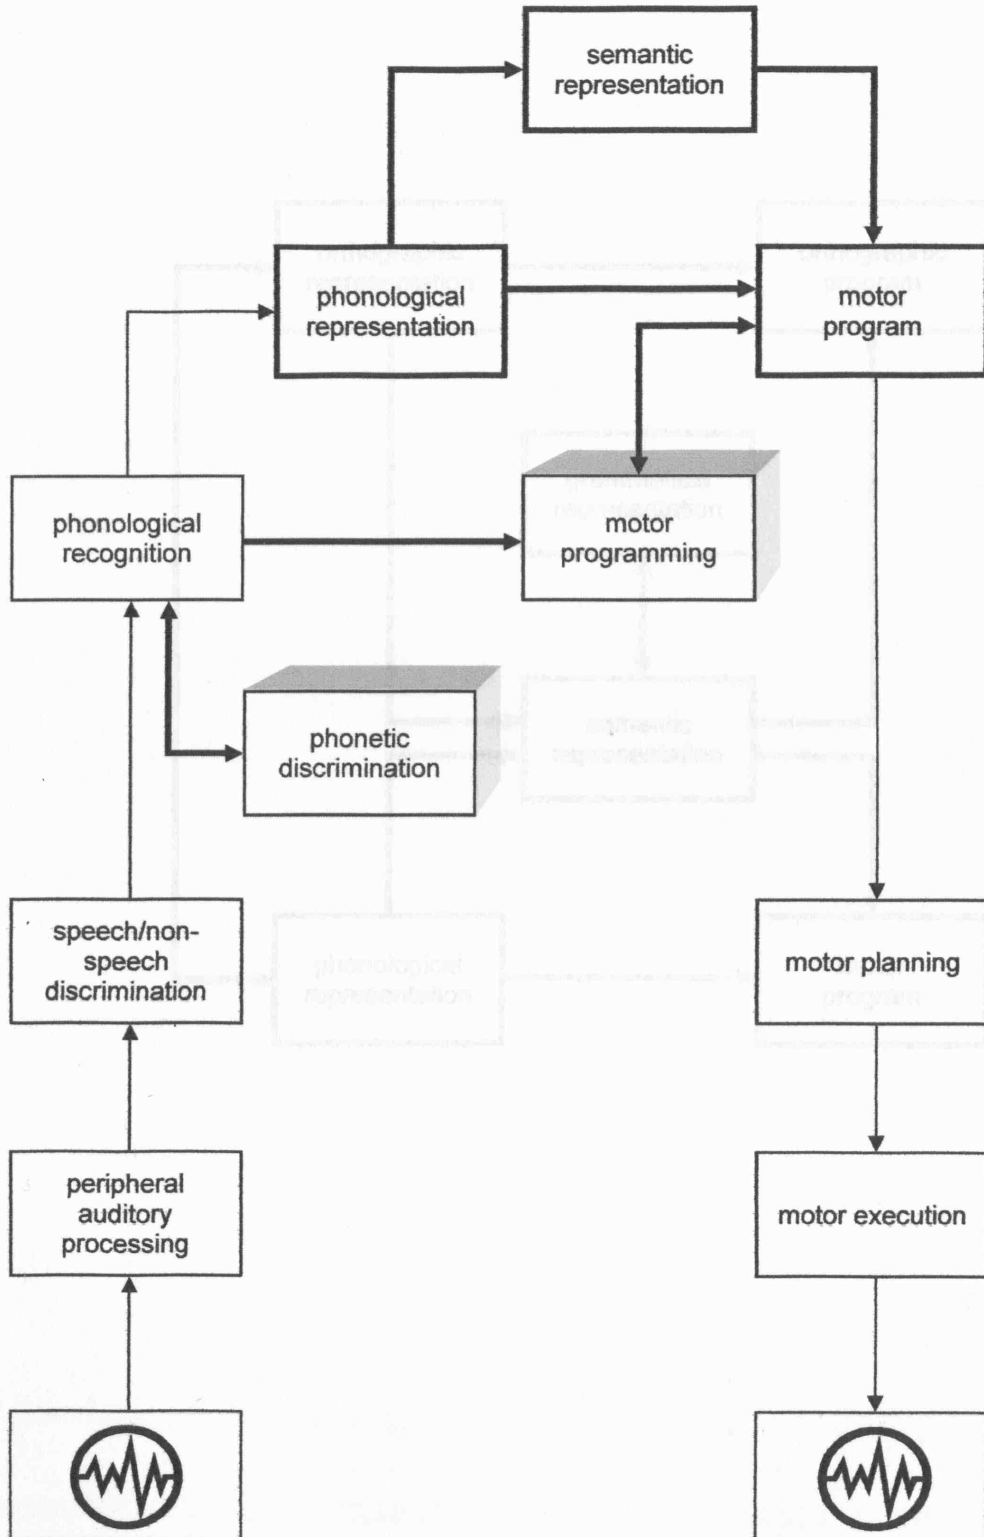 semantic
representation
phonological
representation
motor
program
phonological
recognition
motor
programming
phonetic
discrimination
speech/non-
speech
discrimination
motor planning
peripheral
auditory
processing
motor execution